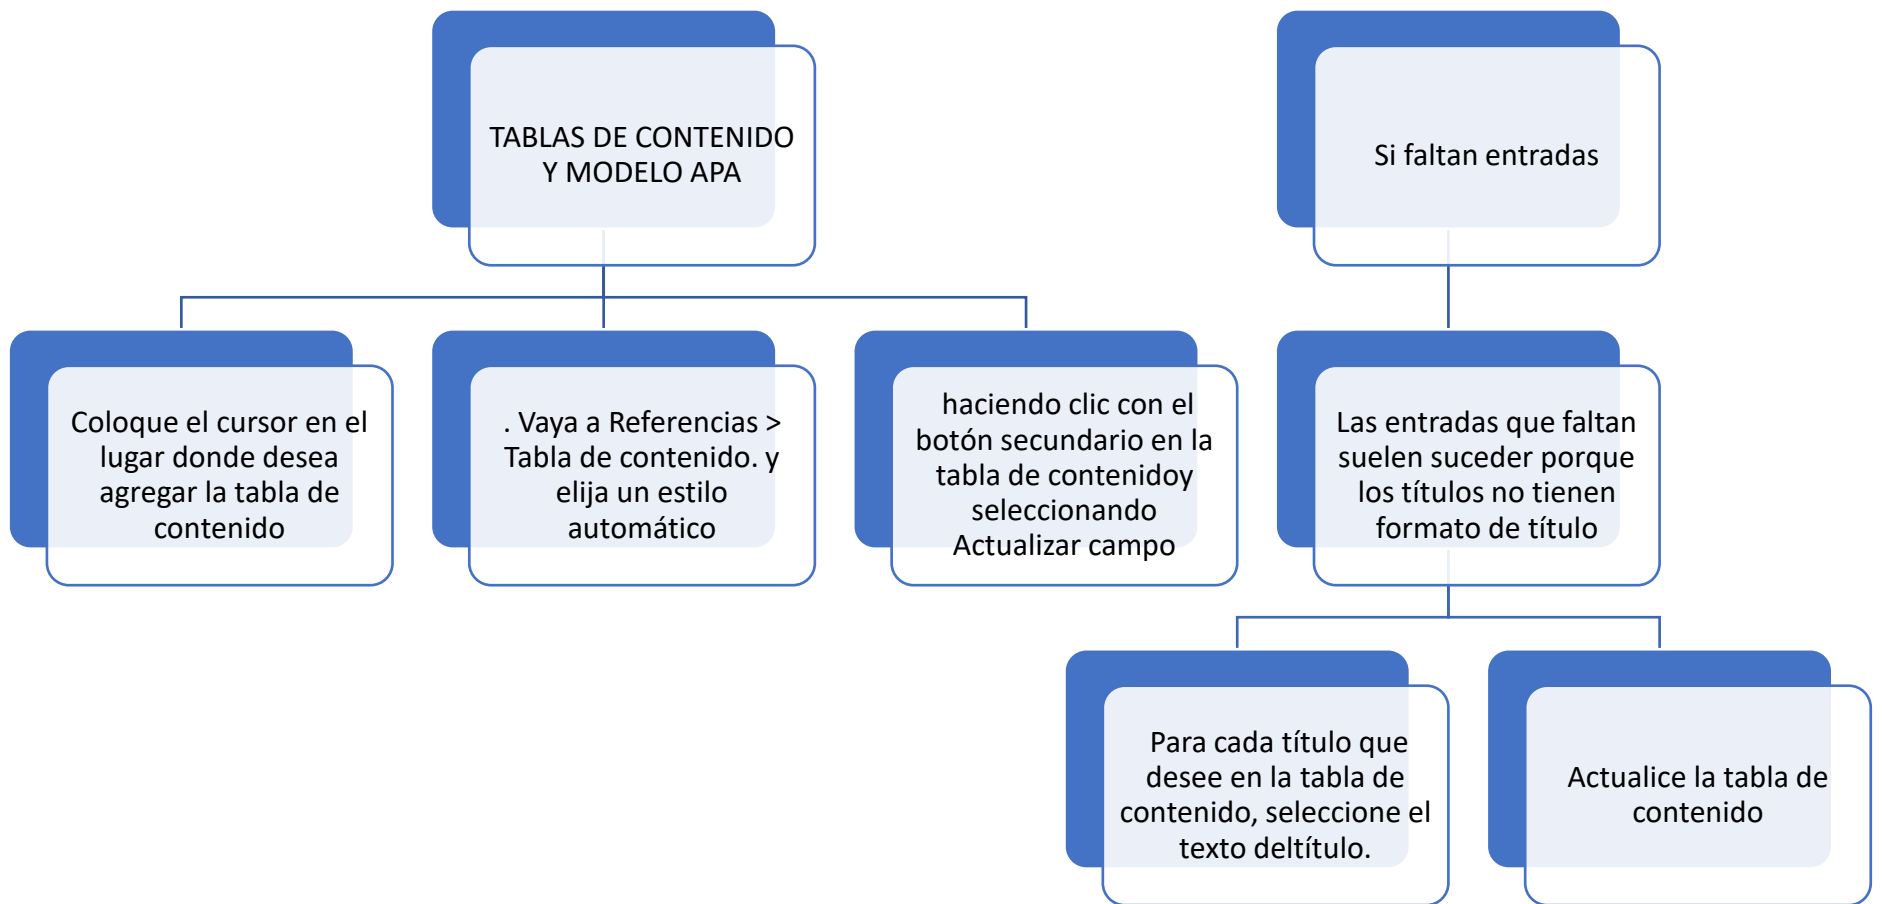 TABLAS DE CONTENIDO
Y MODELO APA
Si faltan entradas
Coloque el cursor en el
lugar donde desea
agregar la tabla de
contenido
. Vaya a Referencias >
Tabla de contenido. y
elija un estilo
automático
haciendo clic con el
botón secundario en la
tabla de contenidoy
seleccionando
Actualizar campo
Las entradas que faltan
suelen suceder porque
los títulos no tienen
formato de título
Para cada título que
desee en la tabla de
contenido, seleccione el
texto deltítulo.
Actualice la tabla de
contenido